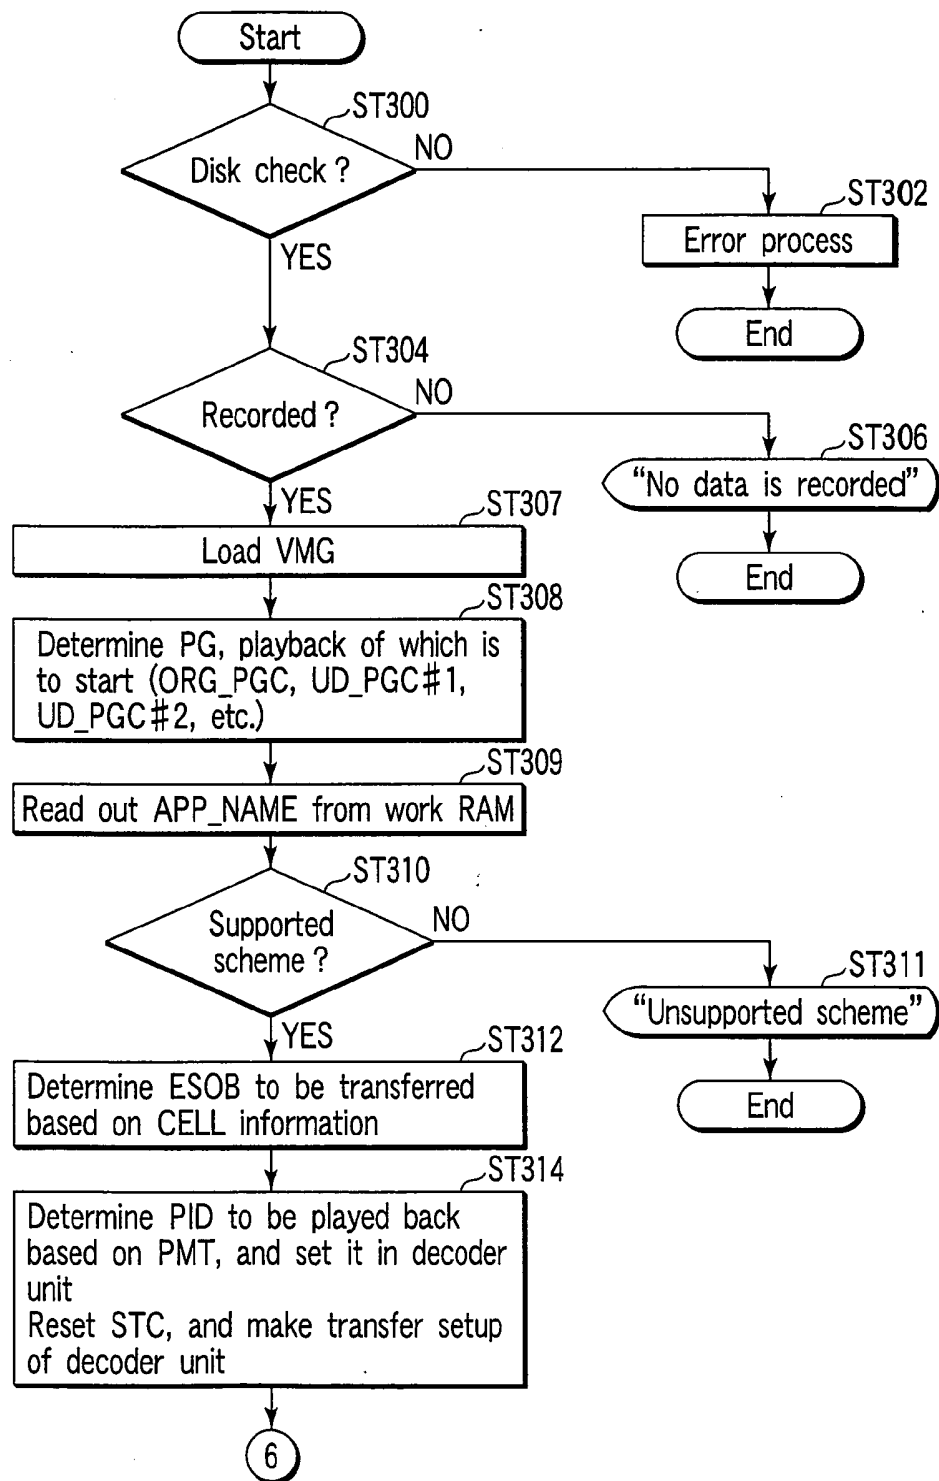 Start
ST300
Disk check ?
NO
YES
ST302
Error process
End
ST304
Recorded ?
NO
YES
ST306
“No data is recorded”
End
ST307
Load VMG
ST308
Determine PG, playback of which is
to start (ORG_PGC, UD_PGC#1,
UD_PGC#2, etc.)
ST309
Read out APP_NAME from work RAM
ST310
Supported
scheme ?
NO
YES
ST311
“Unsupported scheme”
End
ST312
Determine ESOB to be transferred
based on CELL information
ST314
Determine PID to be played back
based on PMT, and set it in decoder
unit
Reset STC, and make transfer setup
of decoder unit
6